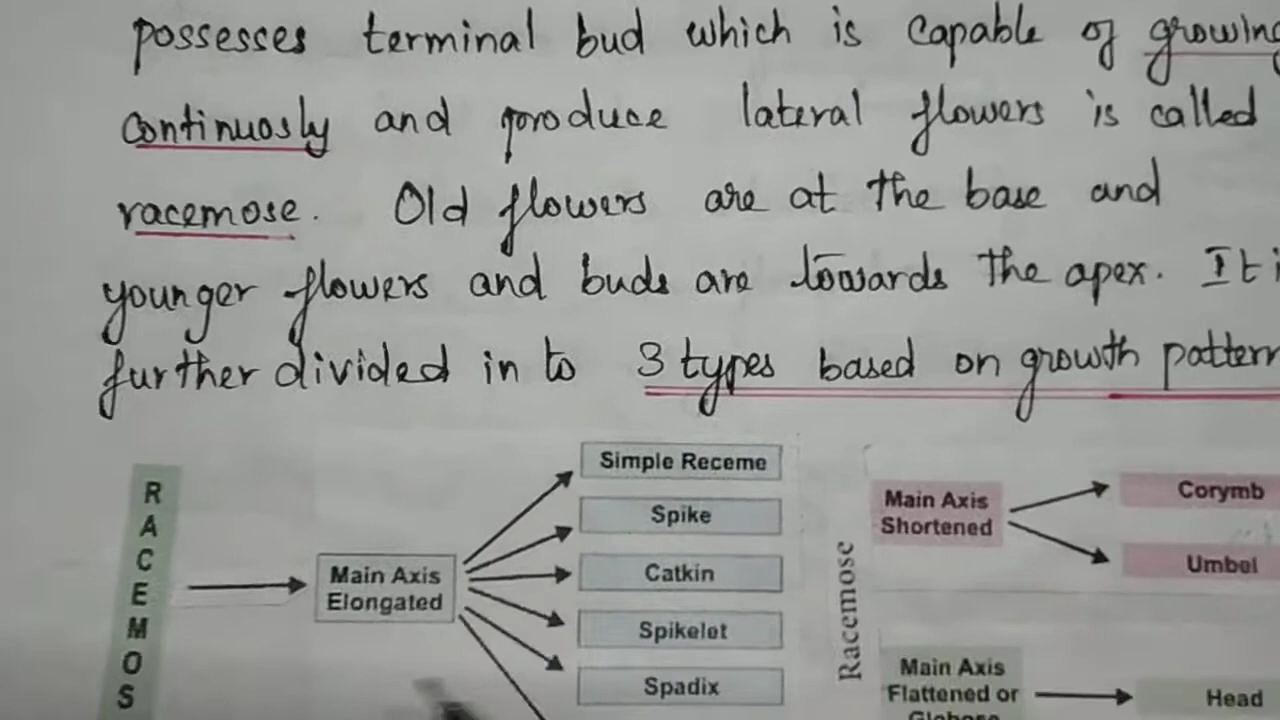 possesses terminal bud which is capable of growing
continuosly and produce lateral flowers is called
racemose. Old flowers are at the base and
younger flowers and buds are towards the apex. It i
further divided in to 3 types based on growth pattern
RACEMOS
Main Axis
Elongated
Simple Receme
Spike
Catkin
Spikelet
Spadix
Racemose
Main Axis
Shortened
Corymb
Umbel
Main Axis
Flattened or
Globose
Head